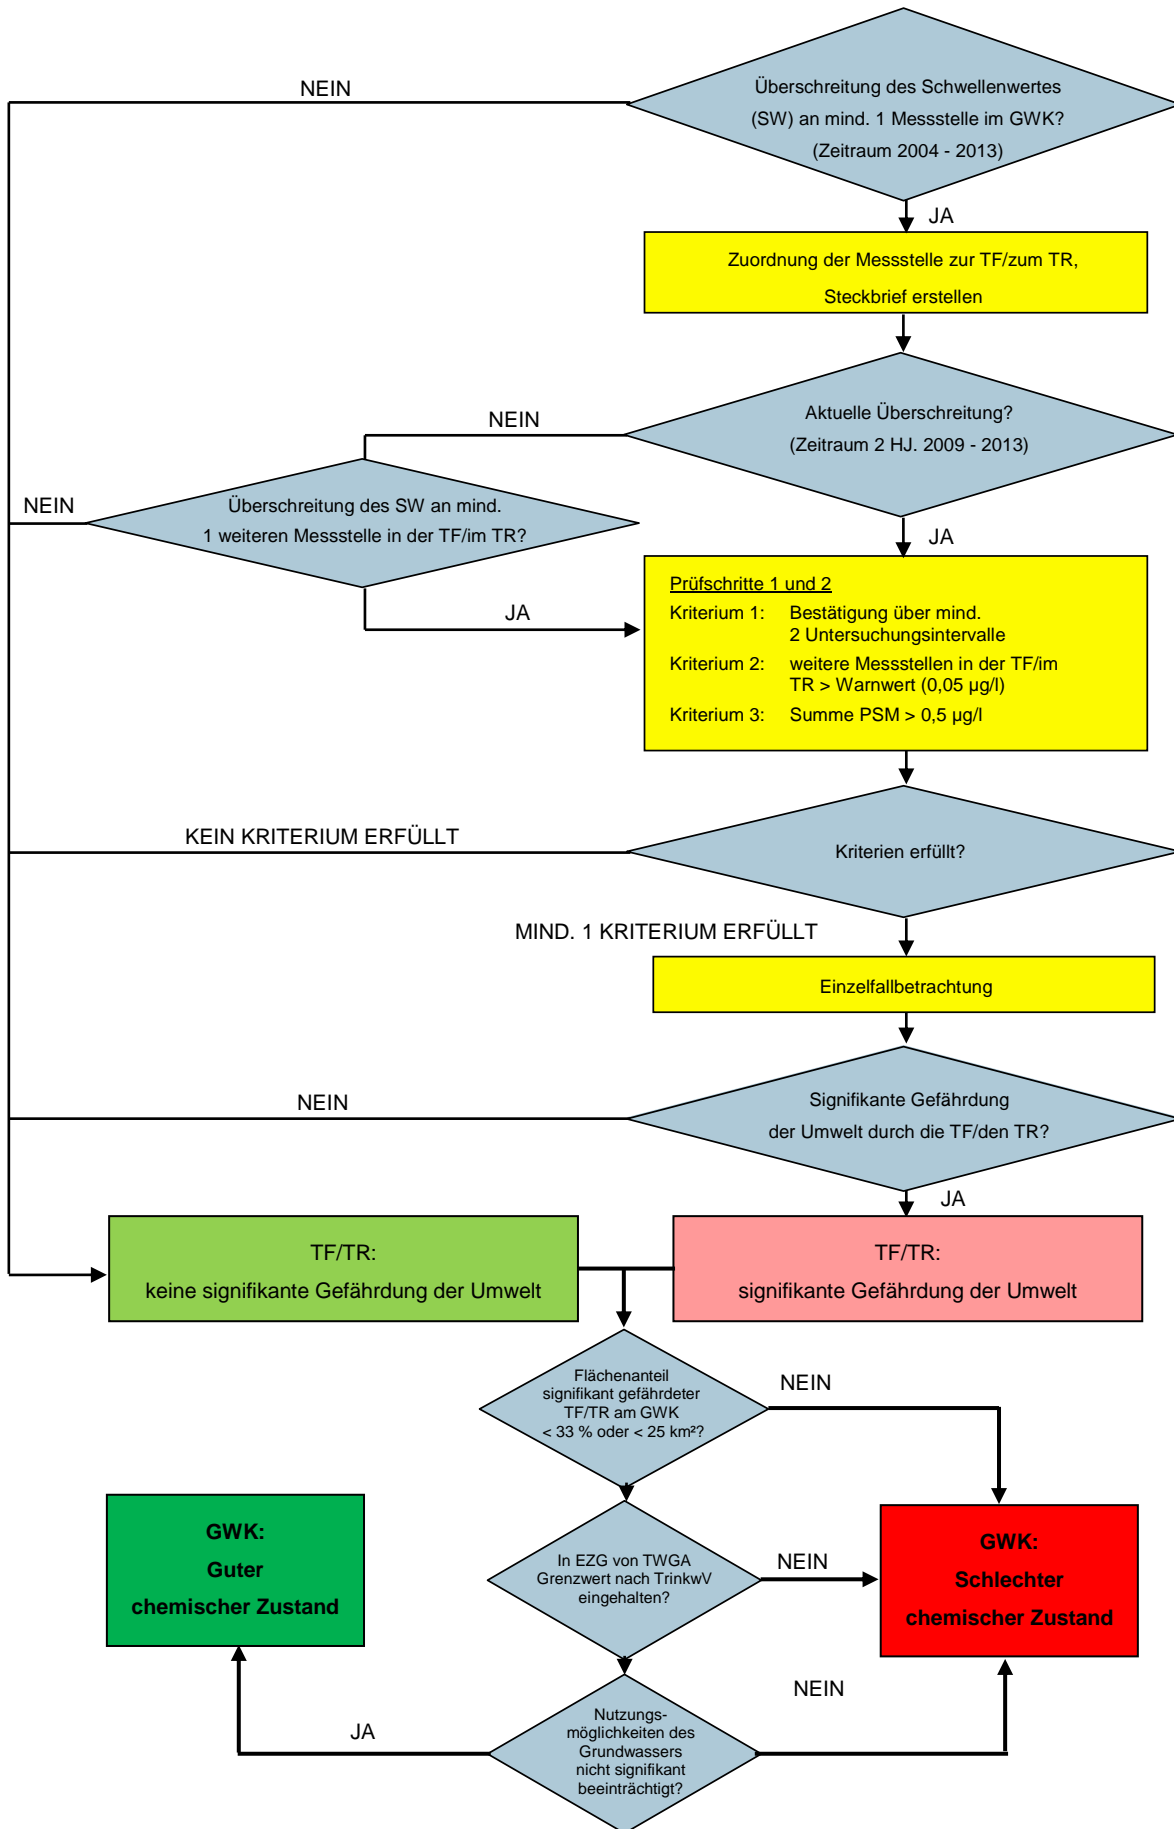 NEIN
Überschreitung des Schwellenwertes
(SW) an mind. 1 Messstelle im GWK?
(Zeitraum 2004 - 2013)
JA
Zuordnung der Messstelle zur TF/zum TR,
Steckbrief erstellen
NEIN
Aktuelle Überschreitung?
(Zeitraum 2 HJ. 2009 - 2013)
NEIN
Überschreitung des SW an mind.
1 weiteren Messstelle in der TF/im TR?
JA
JA
Prüfschritte 1 und 2
Kriterium 1: Bestätigung über mind.
2 Untersuchungsintervalle
Kriterium 2: weitere Messstellen in der TF/im
TR > Warnwert (0,05 µg/l)
Kriterium 3: Summe PSM > 0,5 µg/l
KEIN KRITERIUM ERFÜLLT
Kriterien erfüllt?
MIND. 1 KRITERIUM ERFÜLLT
Einzelfallbetrachtung
NEIN
Signifikante Gefährdung
der Umwelt durch die TF/den TR?
JA
TF/TR:
keine signifikante Gefährdung der Umwelt
TF/TR:
signifikante Gefährdung der Umwelt
Flächenanteil
signifikant gefährdeter
TF/TR am GWK
< 33 % oder < 25 km²?
NEIN
GWK:
Guter
chemischer Zustand
In EZG von TWGA
Grenzwert nach TrinkwV
eingehalten?
NEIN
GWK:
Schlechter
chemischer Zustand
JA
Nutzungs-
möglichkeiten des
Grundwassers
nicht signifikant
beeinträchtigt?
NEIN